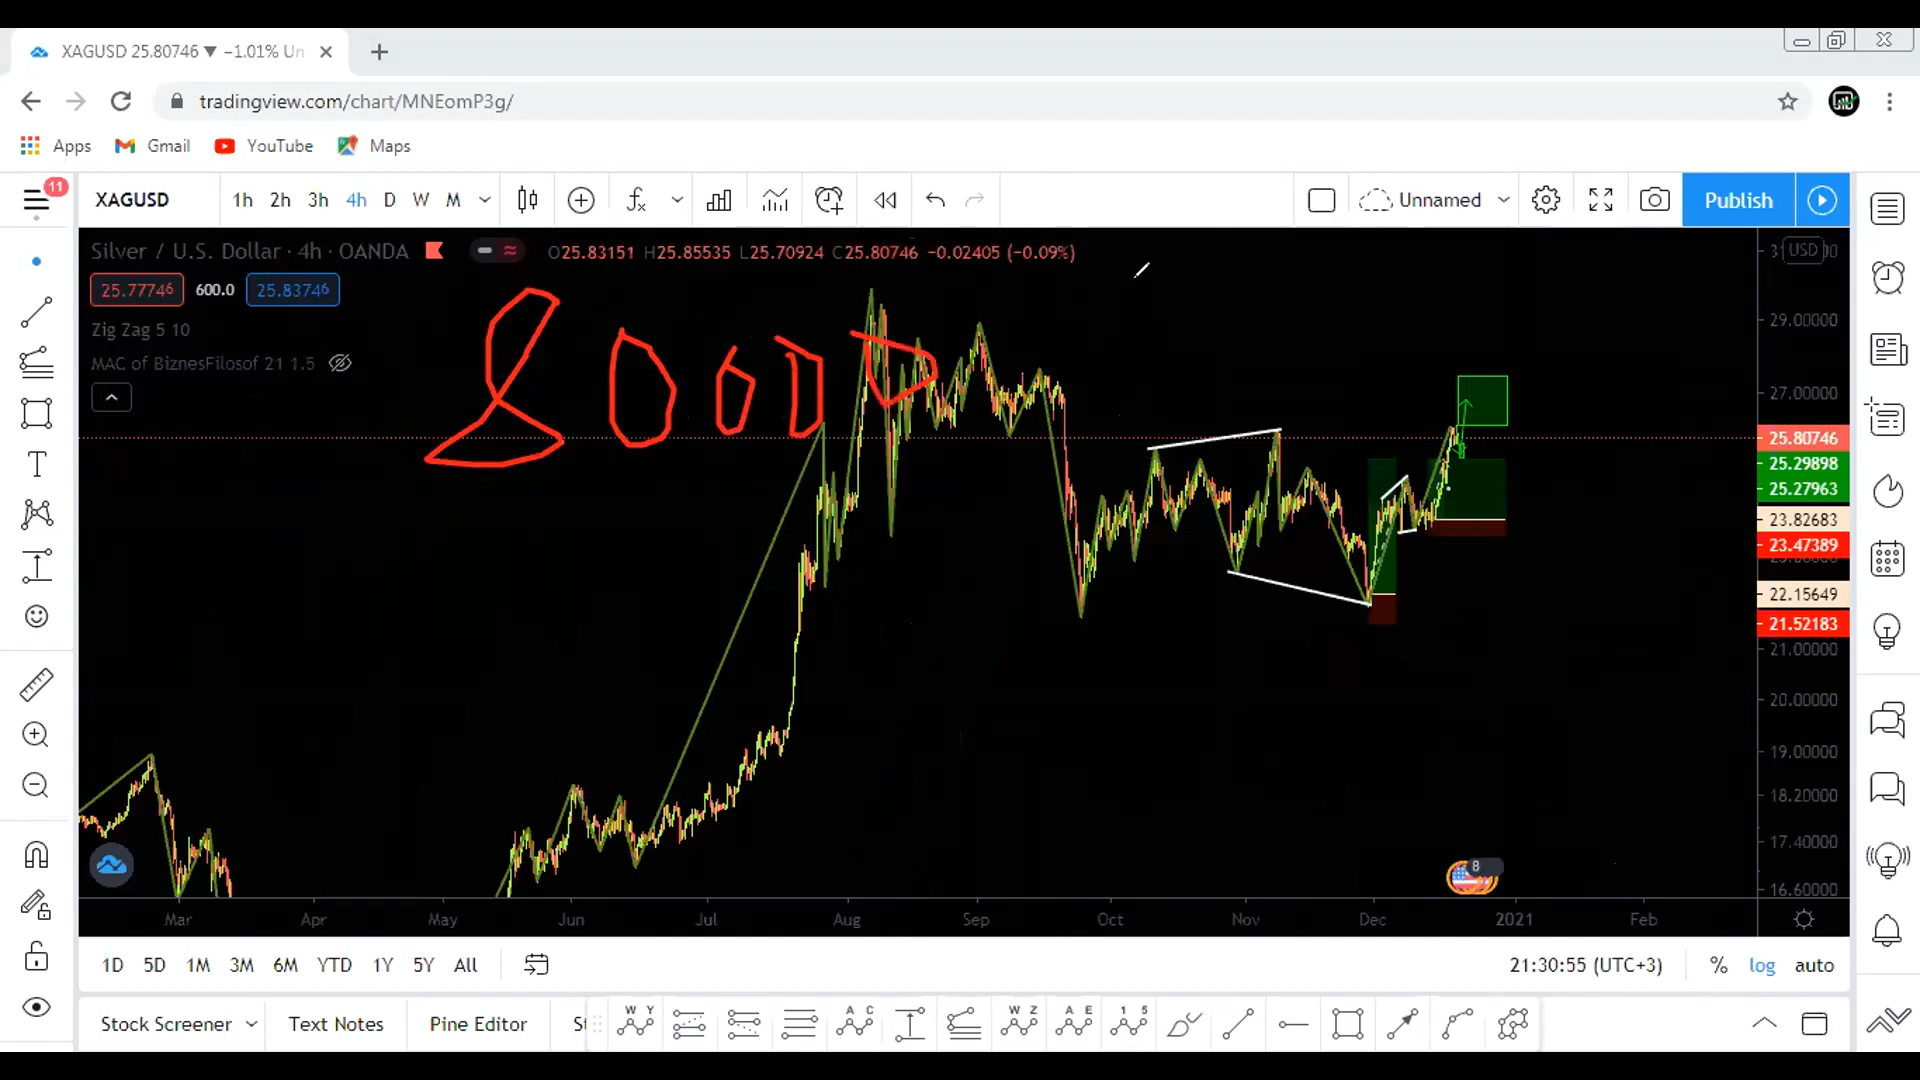 XAGUSD 25.80746 ▼ −1.01% Un
tradingview.com/chart/MNEomP3g/
Apps Gmail YouTube Maps
11
XAGUSD 1h 2h 3h 4h D W M Unnamed Publish
Silver / U.S. Dollar · 4h · OANDA O25.83151 H25.85535 L25.70924 C25.80746 −0.02405 (−0.09%)
USD
25.77746 600.0 25.83746
Zig Zag 5 10
MAC of BiznesFilosof 21 1.5
29.00000
27.00000
25.80746
25.29898
25.27963
23.82683
23.47389
22.15649
21.52183
21.00000
20.00000
19.00000
18.20000
17.40000
16.60000
8
Mar Apr May Jun Jul Aug Sep Oct Nov Dec 2021 Feb
1D 5D 1M 3M 6M YTD 1Y 5Y All 21:30:55 (UTC+3) % log auto
Stock Screener Text Notes Pine Editor St
W Y A C W Z A E 1 5